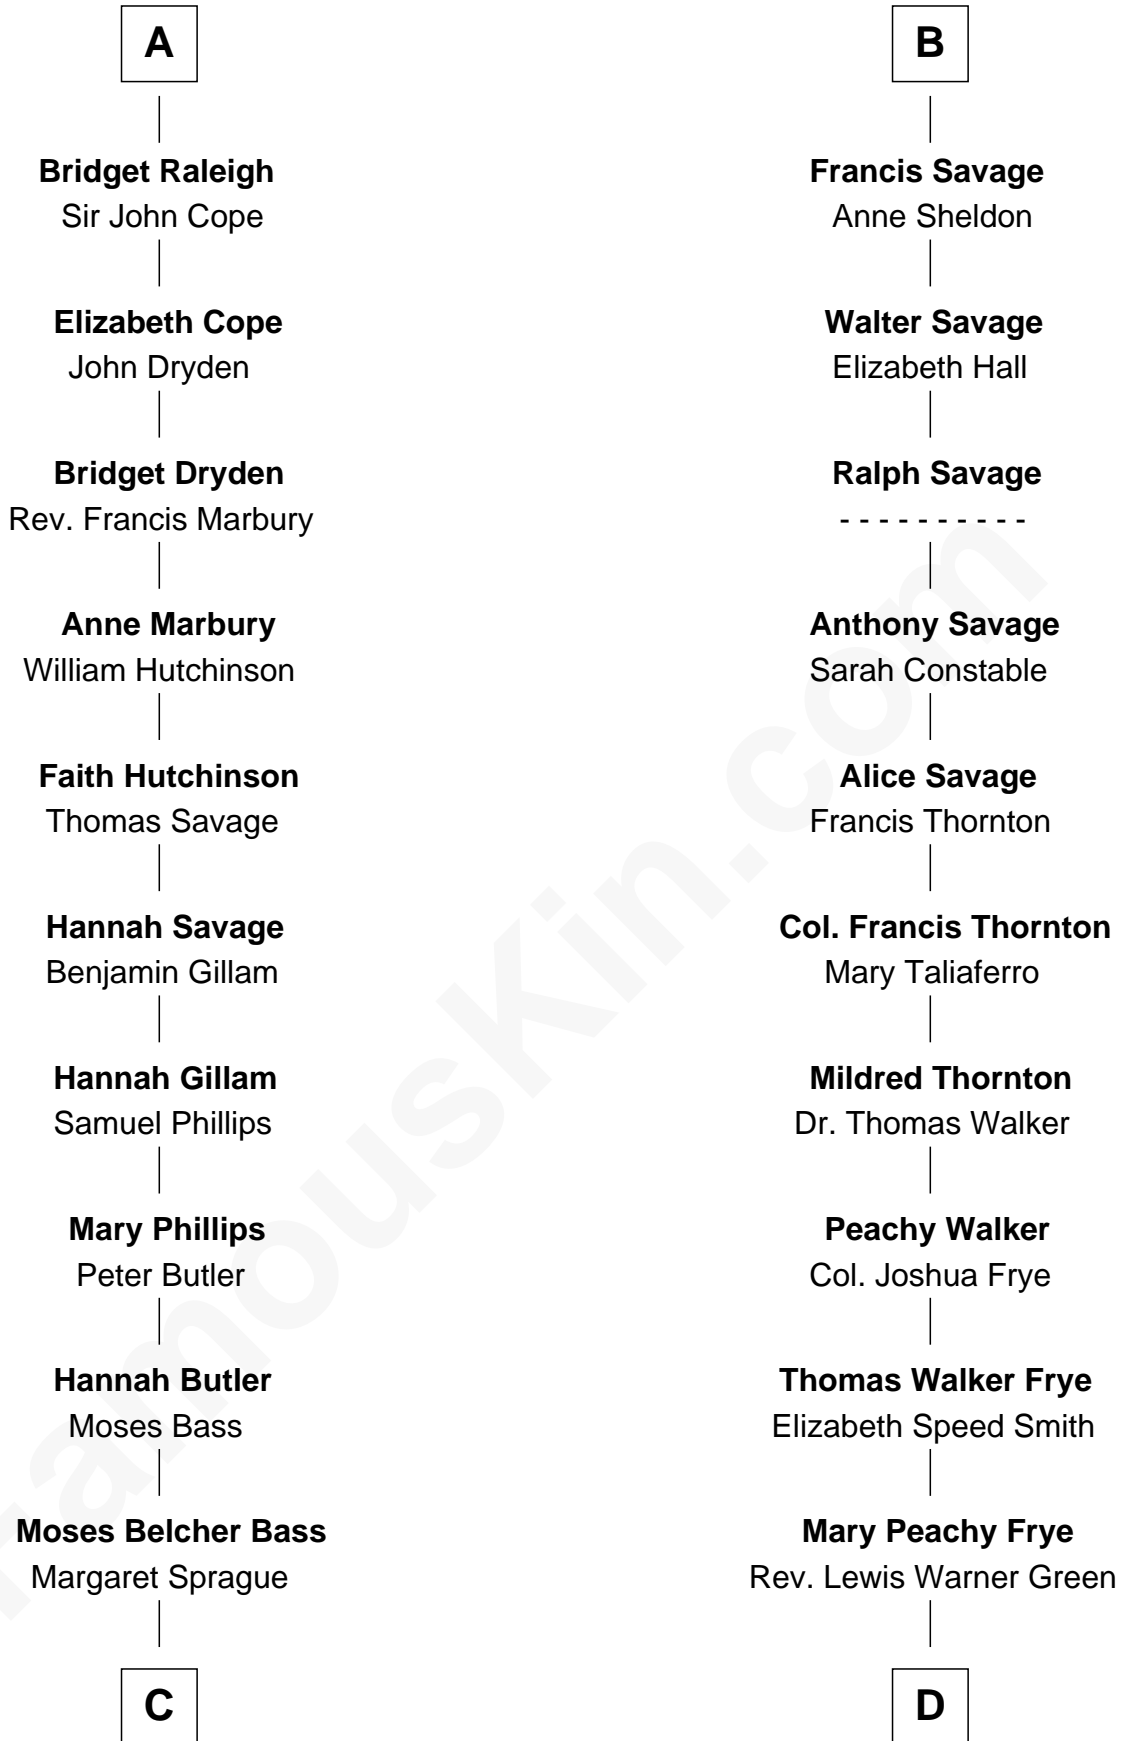 A
Bridget Raleigh
Sir John Cope
Elizabeth Cope
John Dryden
Bridget Dryden
Rev. Francis Marbury
Anne Marbury
William Hutchinson
Faith Hutchinson
Thomas Savage
Hannah Savage
Benjamin Gillam
Hannah Gillam
Samuel Phillips
Mary Phillips
Peter Butler
Hannah Butler
Moses Bass
Moses Belcher Bass
Margaret Sprague
C
B
Francis Savage
Anne Sheldon
Walter Savage
Elizabeth Hall
Ralph Savage
- - - - - - - - - -
Anthony Savage
Sarah Constable
Alice Savage
Francis Thornton
Col. Francis Thornton
Mary Taliaferro
Mildred Thornton
Dr. Thomas Walker
Peachy Walker
Col. Joshua Frye
Thomas Walker Frye
Elizabeth Speed Smith
Mary Peachy Frye
Rev. Lewis Warner Green
D
FamousKin.com